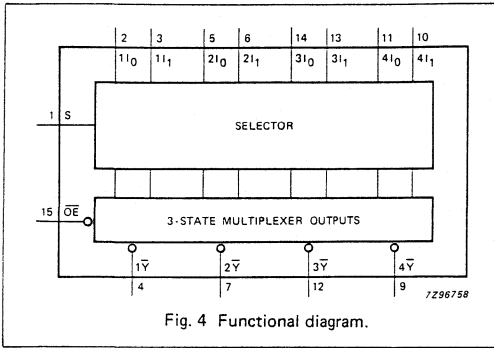 2 3 5 6 14 13 11 10
1I₀ 1I₁ 2I₀ 2I₁ 3I₀ 3I₁ 4I₀ 4I₁
1 S
SELECTOR
15 O̅E̅
3-STATE MULTIPLEXER OUTPUTS
1Y̅ 2Y̅ 3Y̅ 4Y̅
4 7 12 9
7Z96758
Fig. 4 Functional diagram.